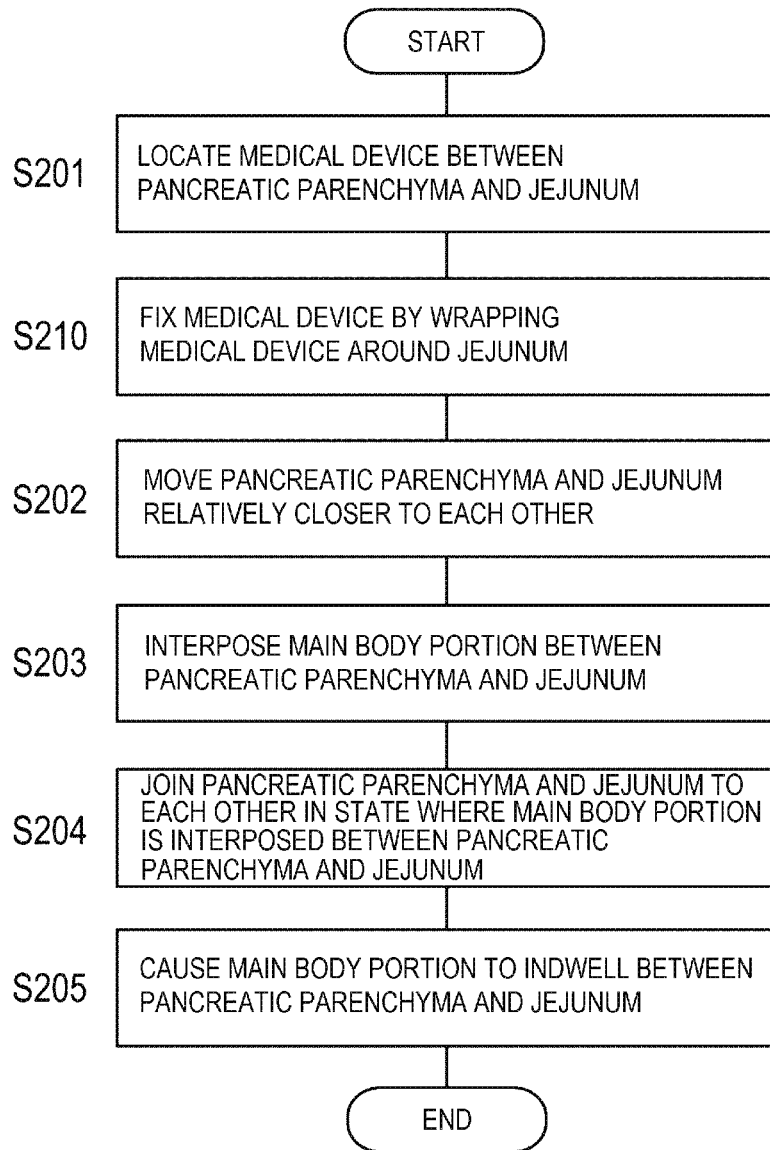 START
S201
LOCATE MEDICAL DEVICE BETWEEN
PANCREATIC PARENCHYMA AND JEJUNUM
S210
FIX MEDICAL DEVICE BY WRAPPING
MEDICAL DEVICE AROUND JEJUNUM
S202
MOVE PANCREATIC PARENCHYMA AND JEJUNUM
RELATIVELY CLOSER TO EACH OTHER
S203
INTERPOSE MAIN BODY PORTION BETWEEN
PANCREATIC PARENCHYMA AND JEJUNUM
S204
JOIN PANCREATIC PARENCHYMA AND JEJUNUM TO
EACH OTHER IN STATE WHERE MAIN BODY PORTION
IS INTERPOSED BETWEEN PANCREATIC
PARENCHYMA AND JEJUNUM
S205
CAUSE MAIN BODY PORTION TO INDWELL BETWEEN
PANCREATIC PARENCHYMA AND JEJUNUM
END